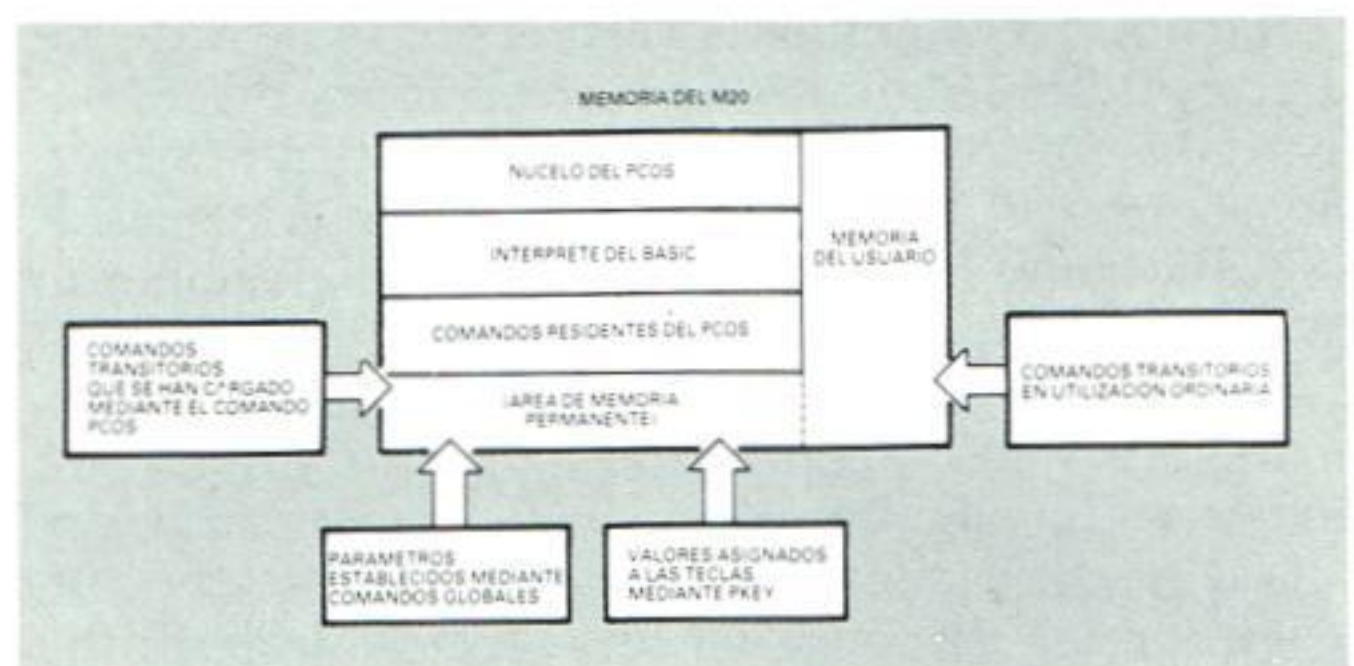 MEMORIA DEL M20
NUCELO DEL PCOS
INTERPRETE DEL BASIC
COMANDOS RESIDENTES DEL PCOS
(AREA DE MEMORIA
PERMANENTE)
MEMORIA
DEL USUARIO
COMANDOS
TRANSITORIOS
QUE SE HAN CARGADO
MEDIANTE EL COMANDO
PCOS
COMANDOS TRANSITORIOS
EN UTILIZACION ORDINARIA
PARAMETROS
ESTABLECIDOS MEDIANTE
COMANDOS GLOBALES
VALORES ASIGNADOS
A LAS TECLAS
MEDIANTE PKEY